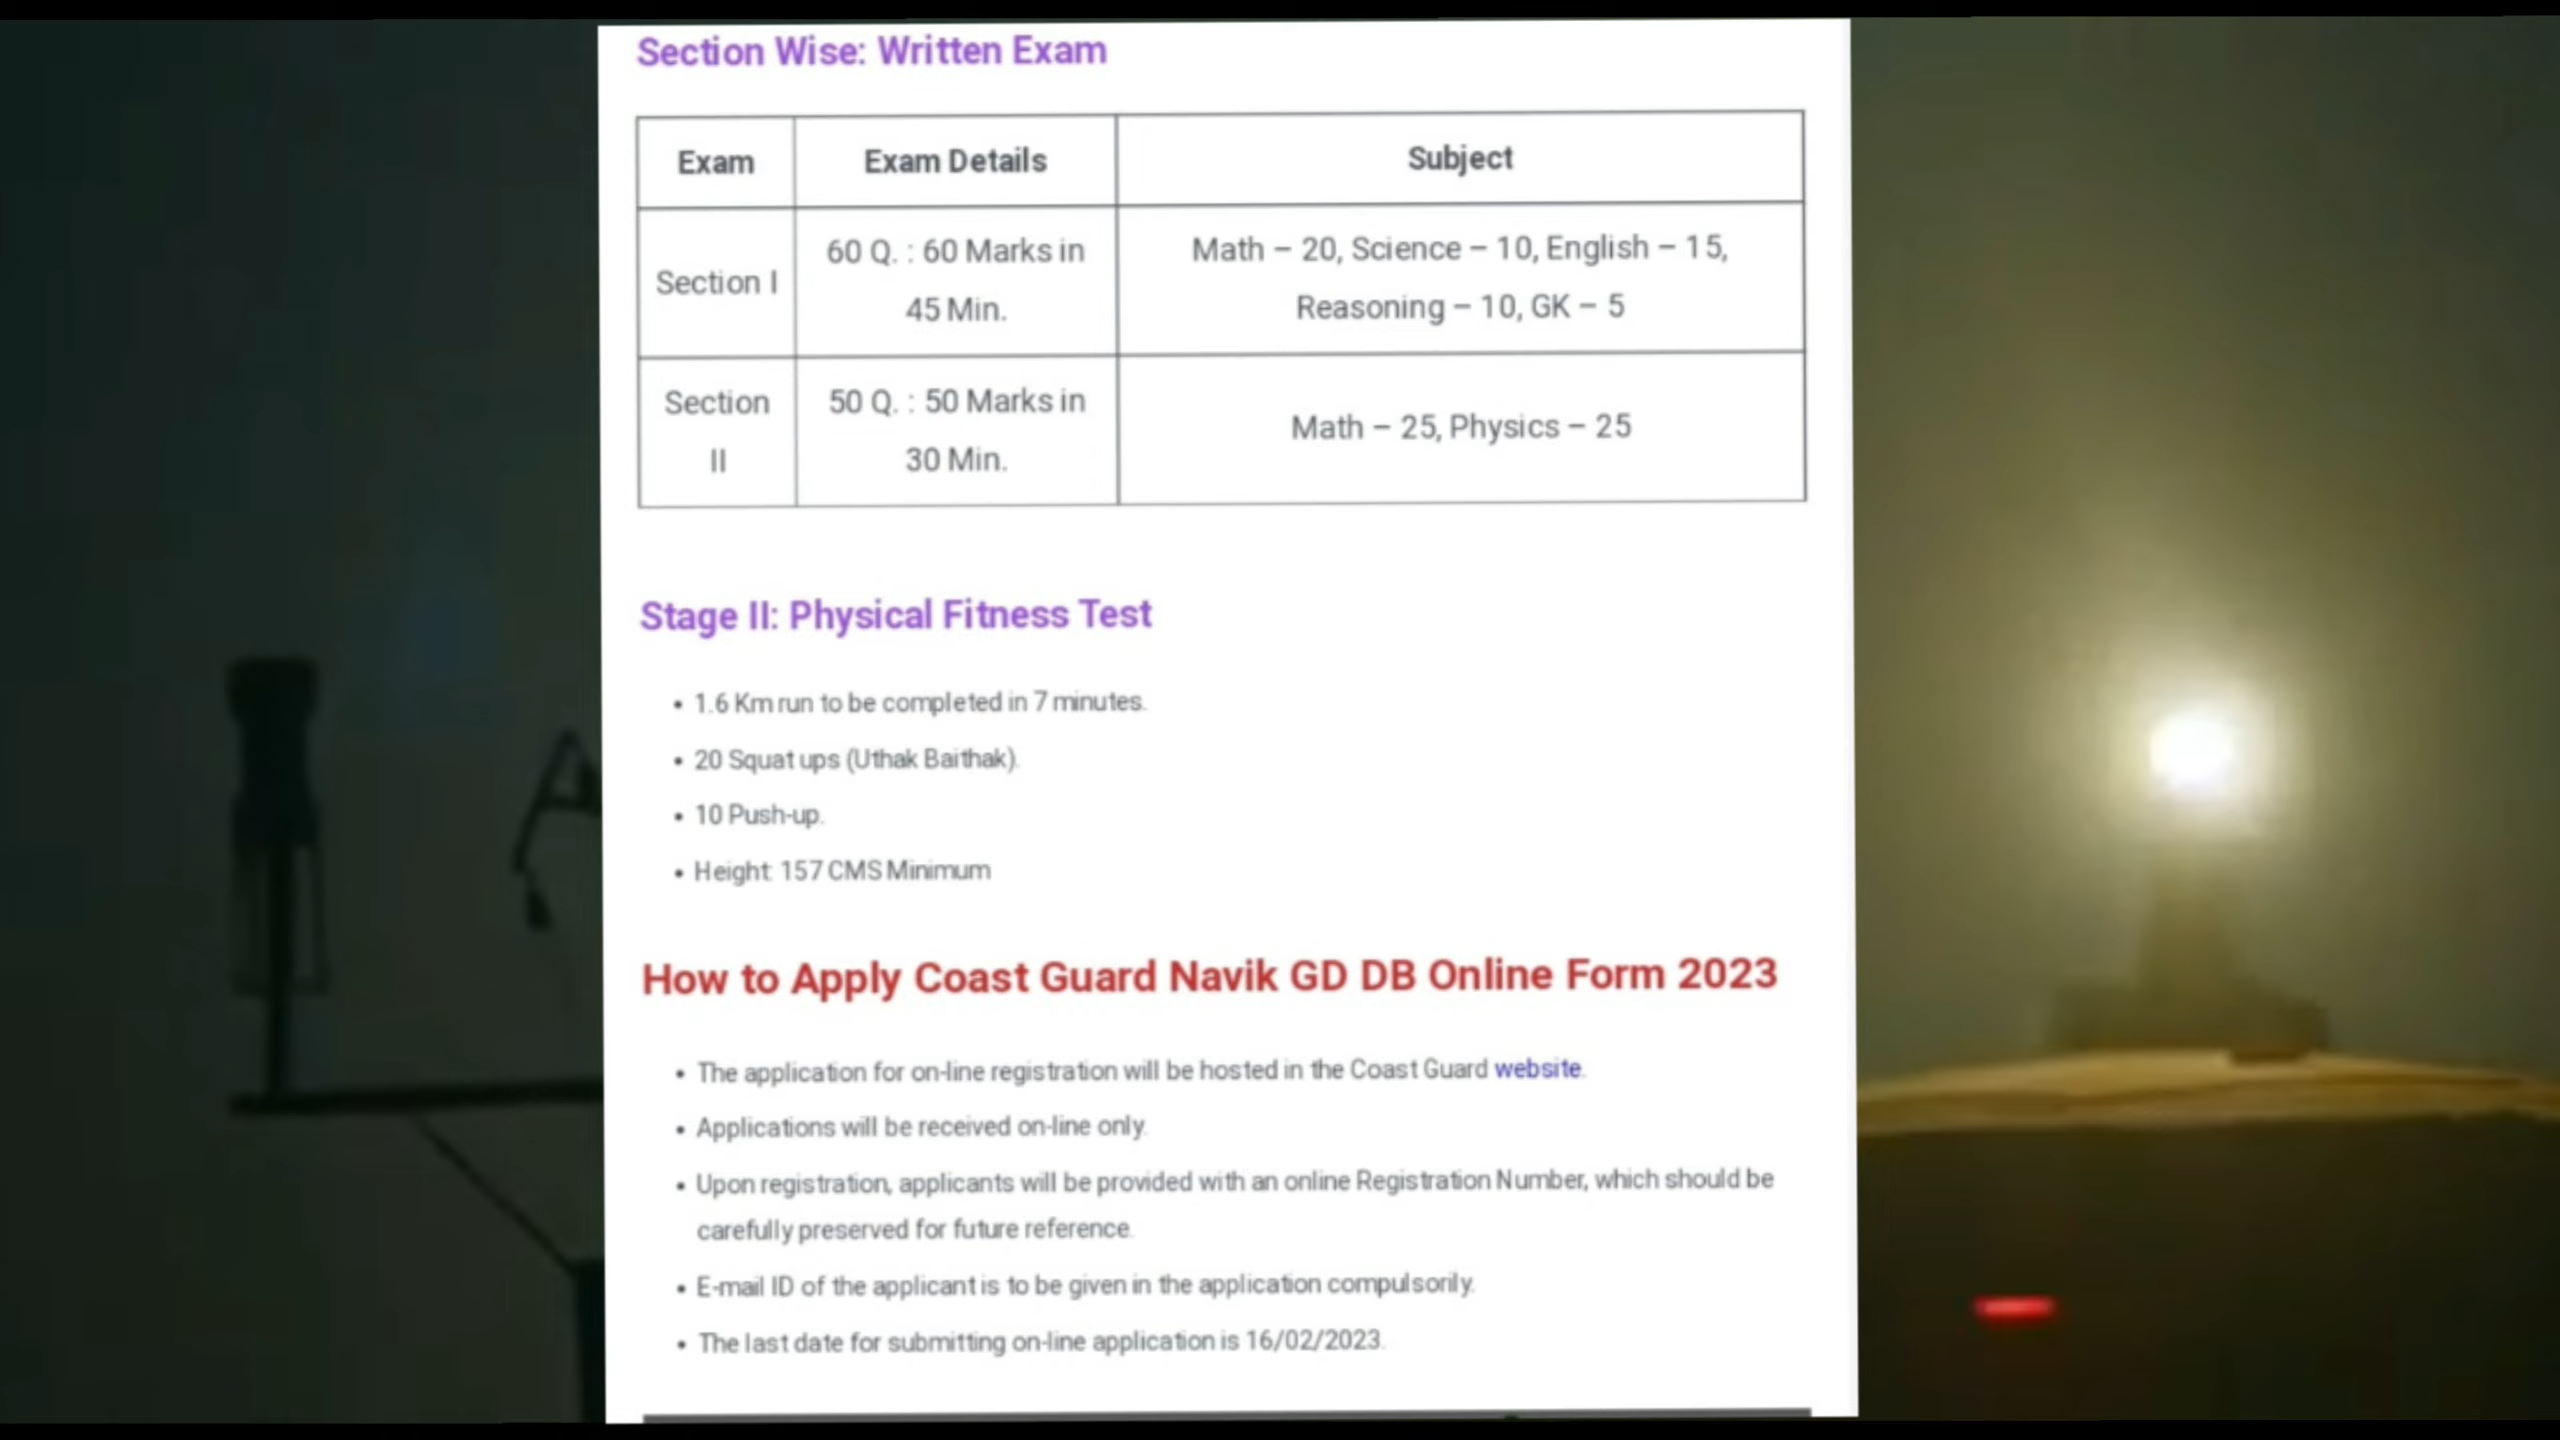 Section Wise: Written Exam
Exam Exam Details Subject
Section I 60 Q. : 60 Marks in 45 Min. Math – 20, Science – 10, English – 15, Reasoning – 10, GK – 5
Section II 50 Q. : 50 Marks in 30 Min. Math – 25, Physics – 25
Stage II: Physical Fitness Test
• 1.6 Km run to be completed in 7 minutes.
• 20 Squat ups (Uthak Baithak).
• 10 Push-up.
• Height: 157 CMS Minimum
How to Apply Coast Guard Navik GD DB Online Form 2023
• The application for on-line registration will be hosted in the Coast Guard website.
• Applications will be received on-line only.
• Upon registration, applicants will be provided with an online Registration Number, which should be
carefully preserved for future reference.
• E-mail ID of the applicant is to be given in the application compulsorily.
• The last date for submitting on-line application is 16/02/2023.